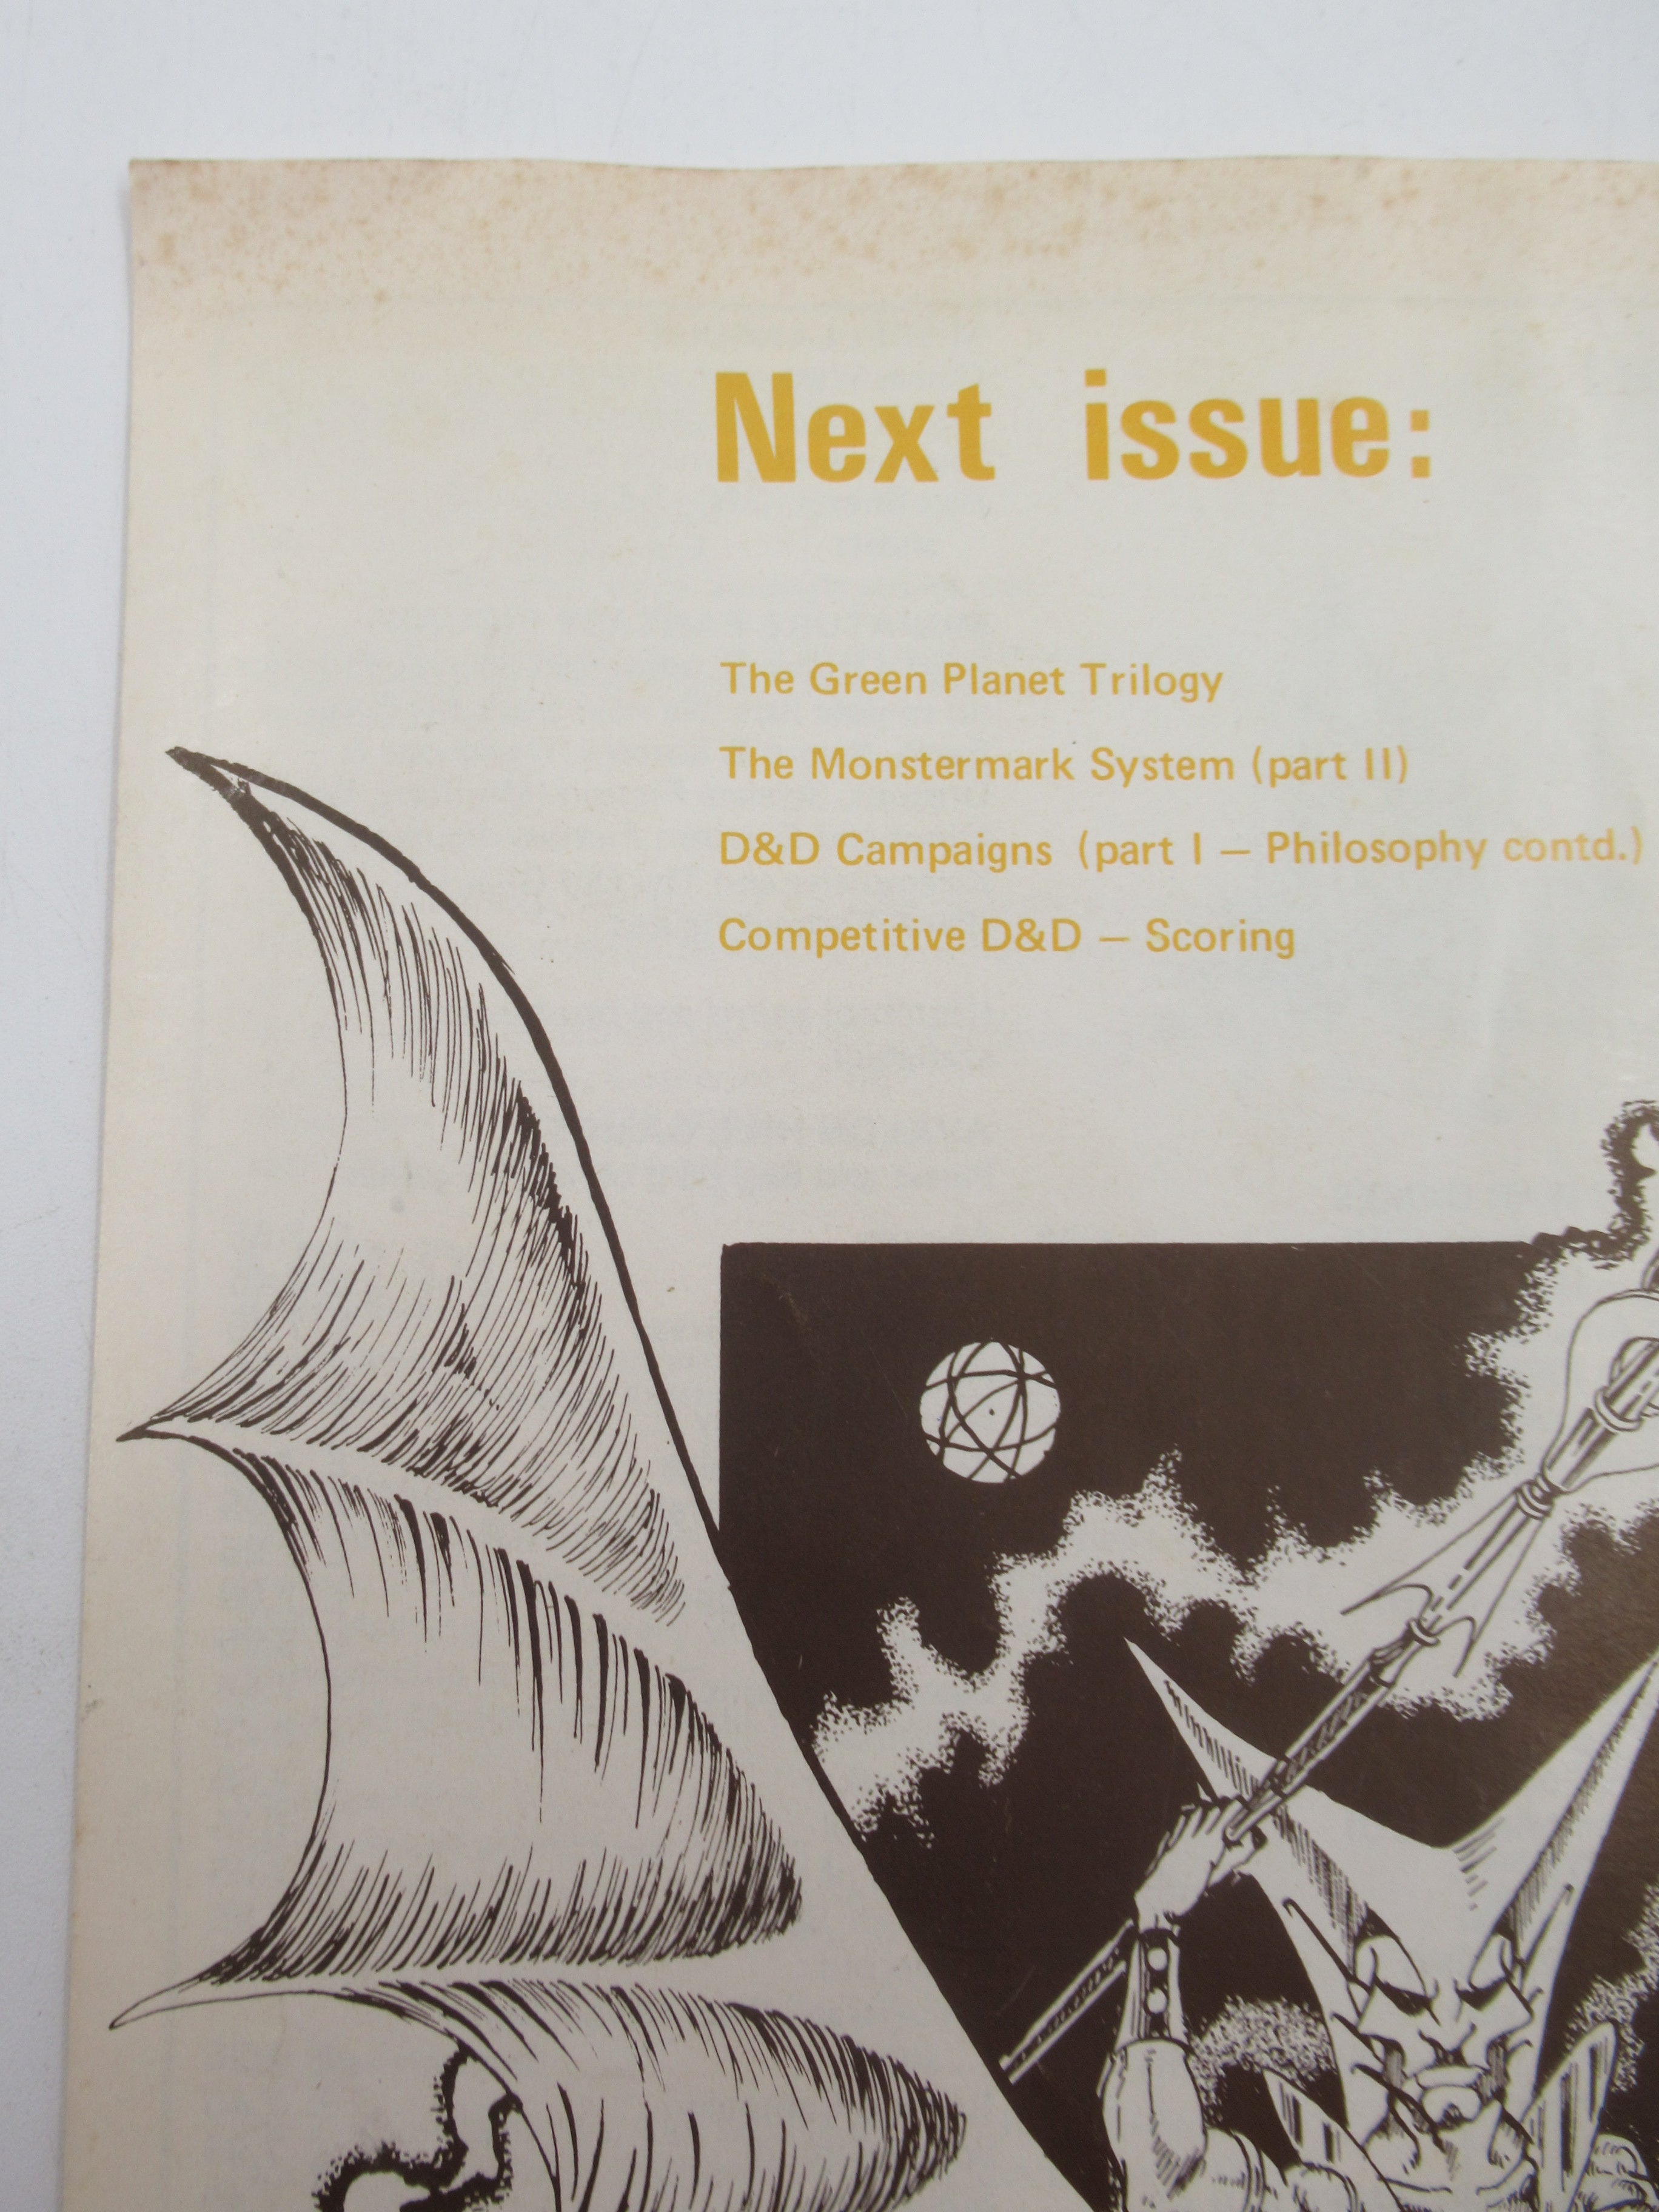 Next issue:
The Green Planet Trilogy
The Monstermark System (part II)
D&D Campaigns (part I — Philosophy contd.)
Competitive D&D — Scoring